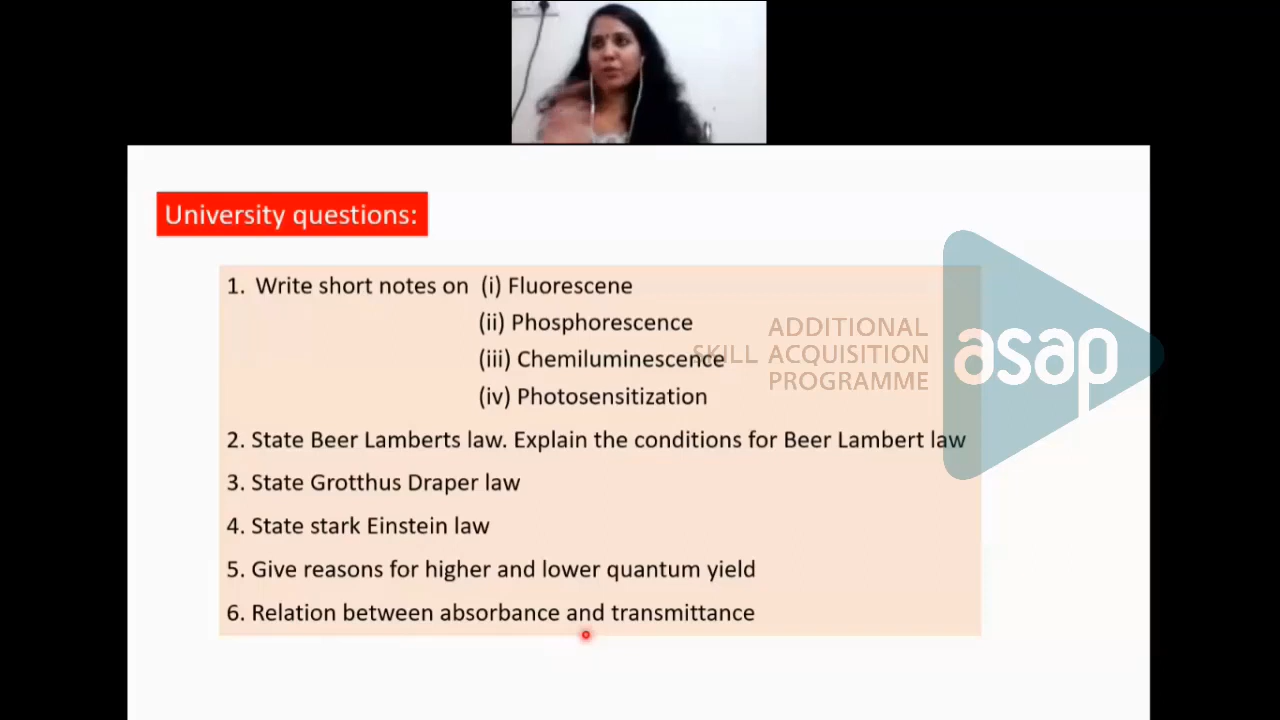 University questions:
1. Write short notes on (i) Fluorescene
(ii) Phosphorescence
(iii) Chemiluminescence
(iv) Photosensitization
2. State Beer Lamberts law. Explain the conditions for Beer Lambert law
3. State Grotthus Draper law
4. State stark Einstein law
5. Give reasons for higher and lower quantum yield
6. Relation between absorbance and transmittance
ADDITIONAL
SKILL ACQUISITION
PROGRAMME
asap